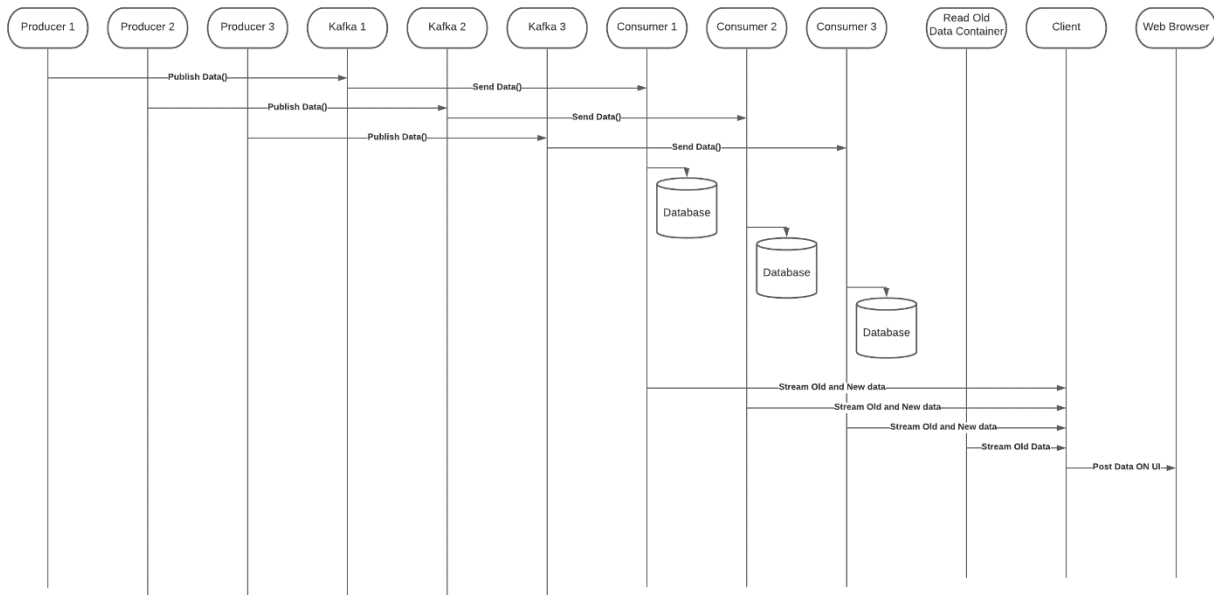 Producer 1
Producer 2
Producer 3
Kafka 1
Kafka 2
Kafka 3
Consumer 1
Consumer 2
Consumer 3
Read Old
Data Container
Client
Web Browser
Publish Data()
Send Data()
Publish Data()
Send Data()
Publish Data()
Send Data()
Database
Database
Database
Stream Old and New data
Stream Old and New data
Stream Old and New data
Stream Old Data
Post Data ON UI